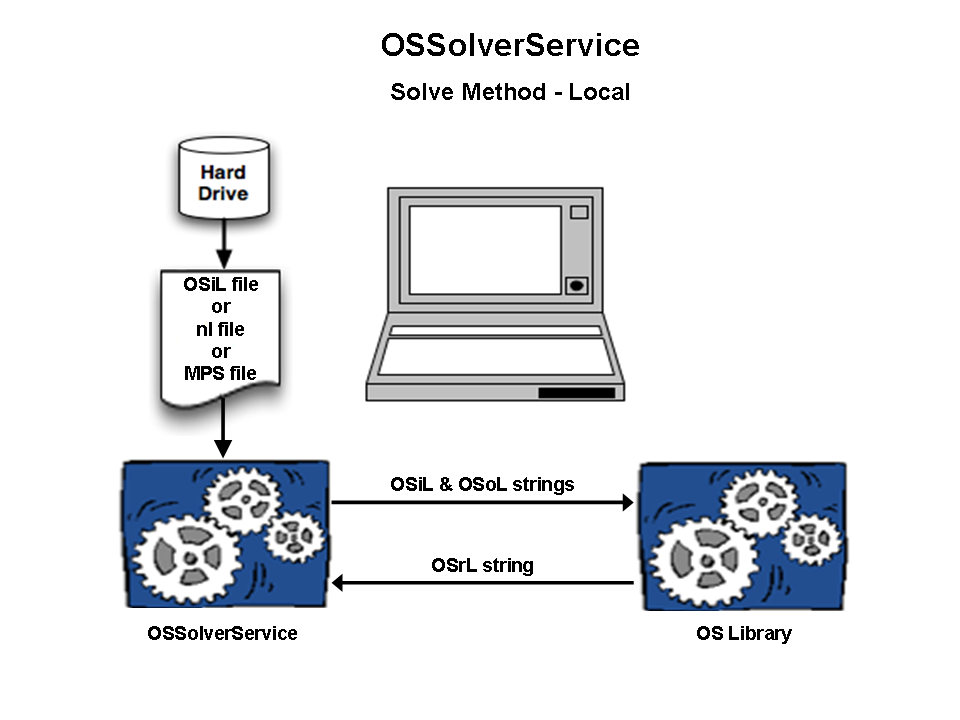 OSSolverService
Solve Method - Local
Hard
Drive
OSiL file
or
nl file
or
MPS file
OSiL & OSoL strings
OSrL string
OSSolverService
OS Library